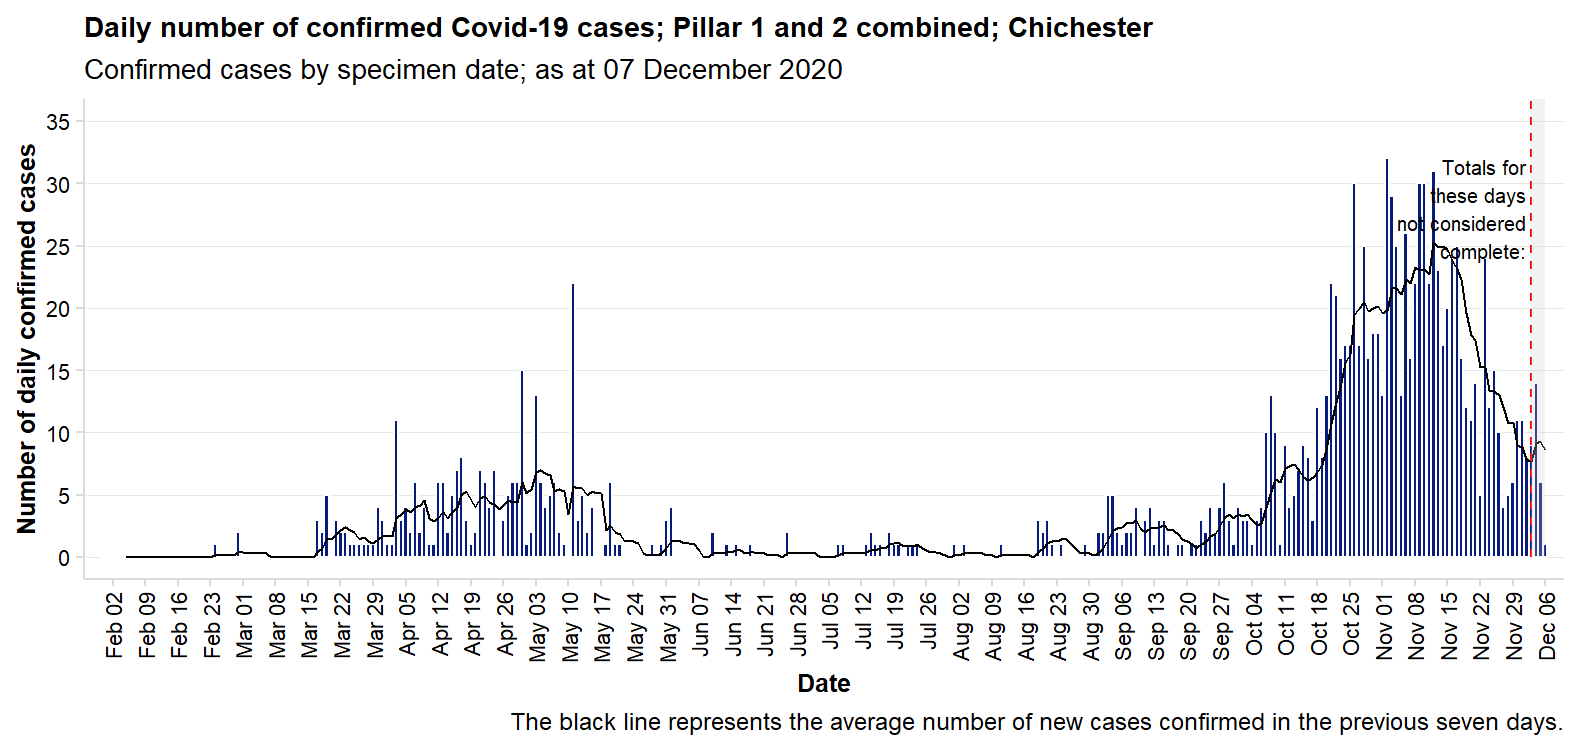 Daily number of confirmed Covid-19 cases; Pillar 1 and 2 combined; Chichester
Confirmed cases by specimen date; as at 07 December 2020
Number of daily confirmed cases
35
30
25
20
15
10
5
0
Totals for
these days
not considered
complete:
Feb 02
Feb 09
Feb 16
Feb 23
Mar 01
Mar 08
Mar 15
Mar 22
Mar 29
Apr 05
Apr 12
Apr 19
Apr 26
May 03
May 10
May 17
May 24
May 31
Jun 07
Jun 14
Jun 21
Jun 28
Jul 05
Jul 12
Jul 19
Jul 26
Aug 02
Aug 09
Aug 16
Aug 23
Aug 30
Sep 06
Sep 13
Sep 20
Sep 27
Oct 04
Oct 11
Oct 18
Oct 25
Nov 01
Nov 08
Nov 15
Nov 22
Nov 29
Dec 06
Date
The black line represents the average number of new cases confirmed in the previous seven days.